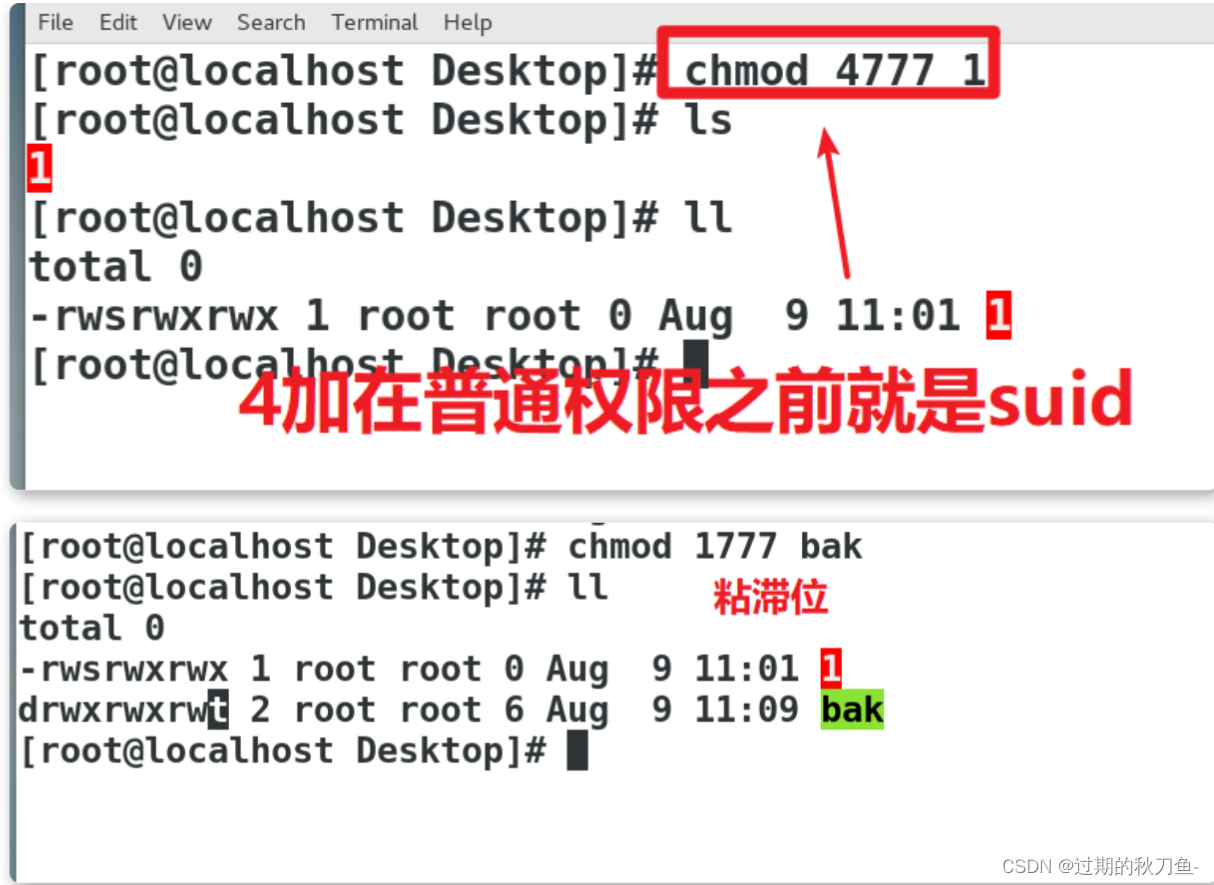 File Edit View Search Terminal Help
[root@localhost Desktop]# chmod 4777 1
[root@localhost Desktop]# ls
1
[root@localhost Desktop]# ll
total 0
-rwsrwxrwx 1 root root 0 Aug  9 11:01 1
[root@localhost Desktop]#
4加在普通权限之前就是suid
[root@localhost Desktop]# chmod 1777 bak
[root@localhost Desktop]# ll
粘滞位
total 0
-rwsrwxrwx 1 root root 0 Aug  9 11:01 1
drwxrwxrwt 2 root root 6 Aug  9 11:09 bak
[root@localhost Desktop]#
CSDN @过期的秋刀鱼-